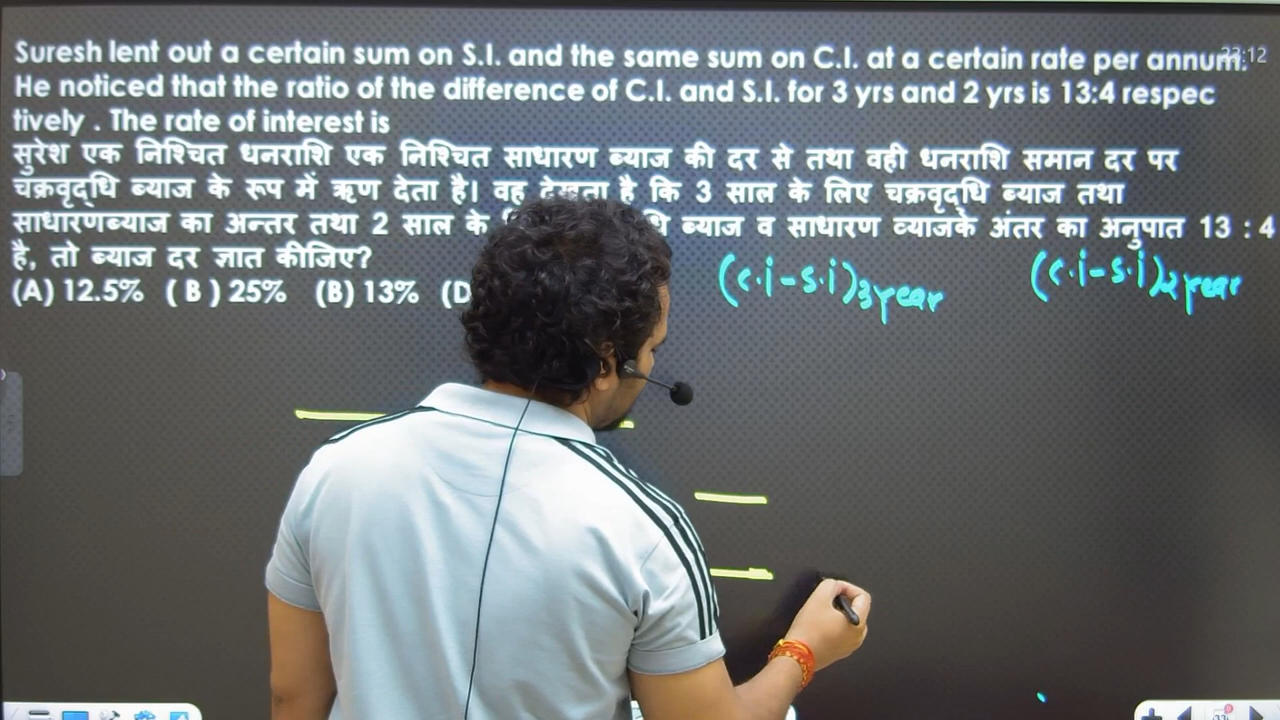 Suresh lent out a certain sum on S.I. and the same sum on C.I. at a certain rate per annum.
23:12
He noticed that the ratio of the difference of C.I. and S.I. for 3 yrs and 2 yrs is 13:4 respec
tively . The rate of interest is
सुरेश एक निश्चित धनराशि एक निश्चित साधारण ब्याज की दर से तथा वही धनराशि समान दर पर
चक्रवृद्धि ब्याज के रूप में ऋण देता है। वह देखता है कि 3 साल के लिए चक्रवृद्धि ब्याज तथा
साधारणब्याज का अन्तर तथा 2 साल के ब्याज व साधारण व्याजके अंतर का अनुपात 13 : 4
है, तो ब्याज दर ज्ञात कीजिए?
(A) 12.5% ( B ) 25% (B) 13% (D
(c.i-s.i)3year (c.i-s.i)2year